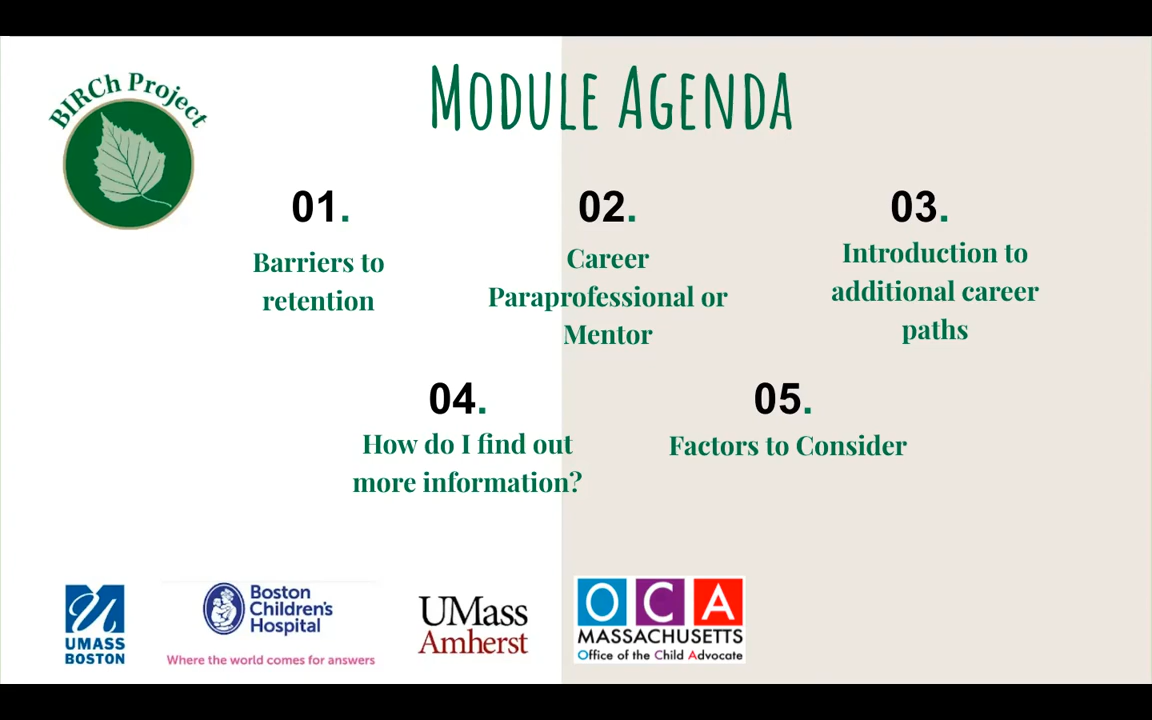 BIRCh Project
Module Agenda
01.
Barriers to
retention
02.
Career
Paraprofessional or
Mentor
03.
Introduction to
additional career
paths
04.
How do I find out
more information?
05.
Factors to Consider
UMASS
BOSTON
Boston
Children's
Hospital
Where the world comes for answers
UMass
Amherst
OCA
MASSACHUSETTS
Office of the Child Advocate